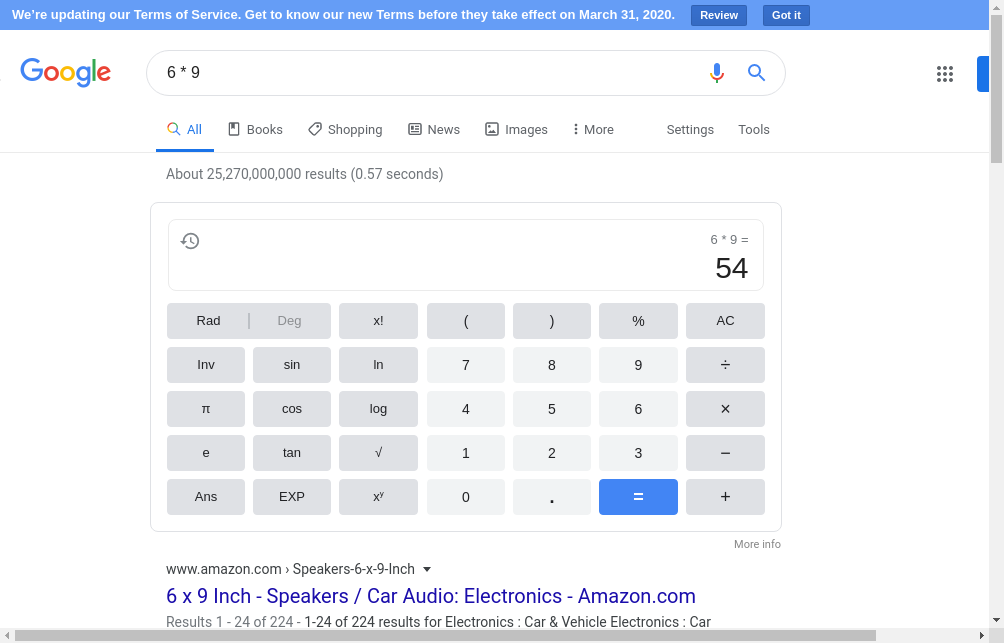 We're updating our Terms of Service. Get to know our new Terms before they take effect on March 31, 2020. Review Got it
Google
6 * 9
All Books Shopping News Images More Settings Tools
About 25,270,000,000 results (0.57 seconds)
6 * 9 =
54
Rad Deg x! ( ) % AC
Inv sin ln 7 8 9 ÷
π cos log 4 5 6 ×
e tan √ 1 2 3 −
Ans EXP xʸ 0 . = +
More info
www.amazon.com › Speakers-6-x-9-Inch
6 x 9 Inch - Speakers / Car Audio: Electronics - Amazon.com
Results 1 - 24 of 224 - 1-24 of 224 results for Electronics : Car & Vehicle Electronics : Car